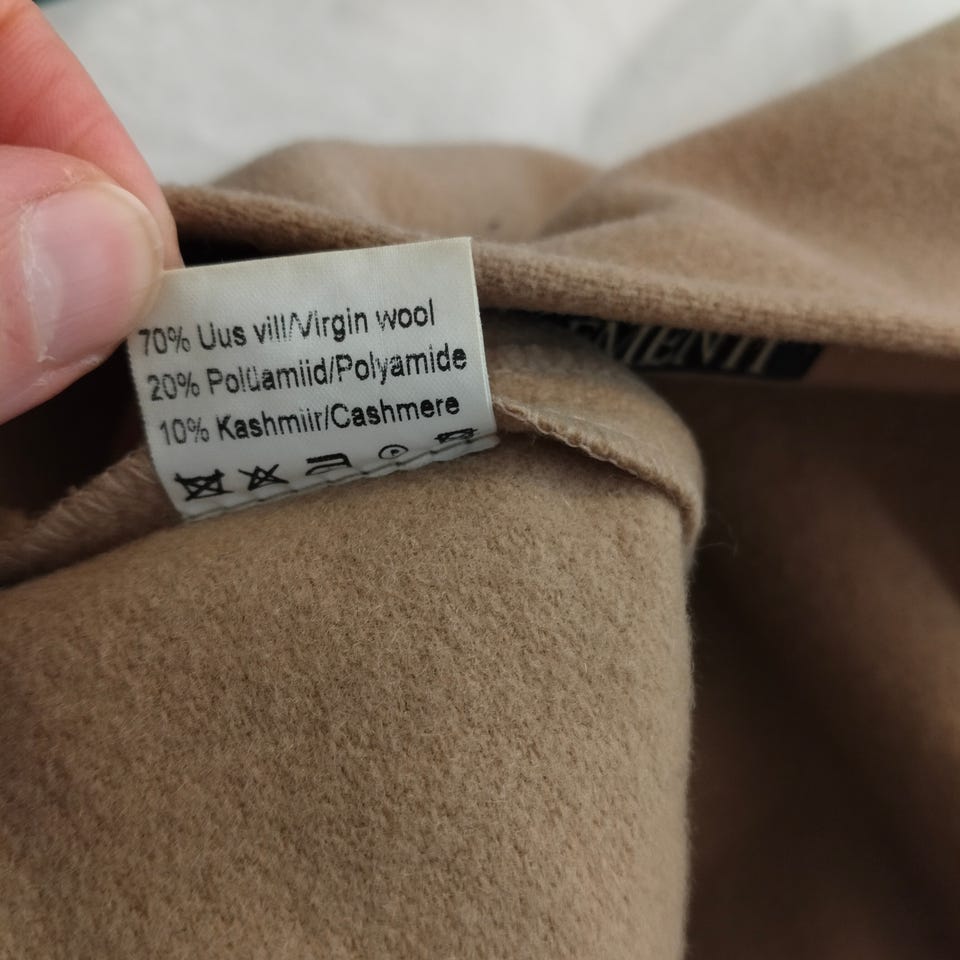 70% Uus vill/Virgin wool
20% Polüamiid/Polyamide
10% Kashmiir/Cashmere